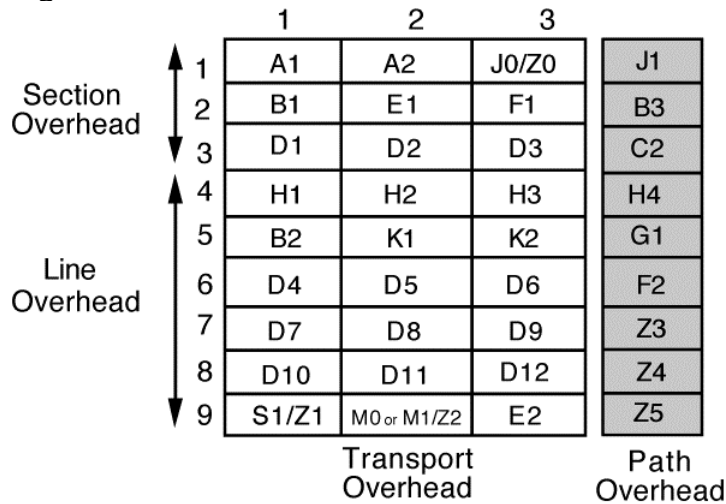 1 2 3
1 A1 A2 J0/Z0 J1
Section Overhead
2 B1 E1 F1 B3
3 D1 D2 D3 C2
4 H1 H2 H3 H4
5 B2 K1 K2 G1
Line Overhead
6 D4 D5 D6 F2
7 D7 D8 D9 Z3
8 D10 D11 D12 Z4
9 S1/Z1 M0 or M1/Z2 E2 Z5
Transport Overhead
Path Overhead